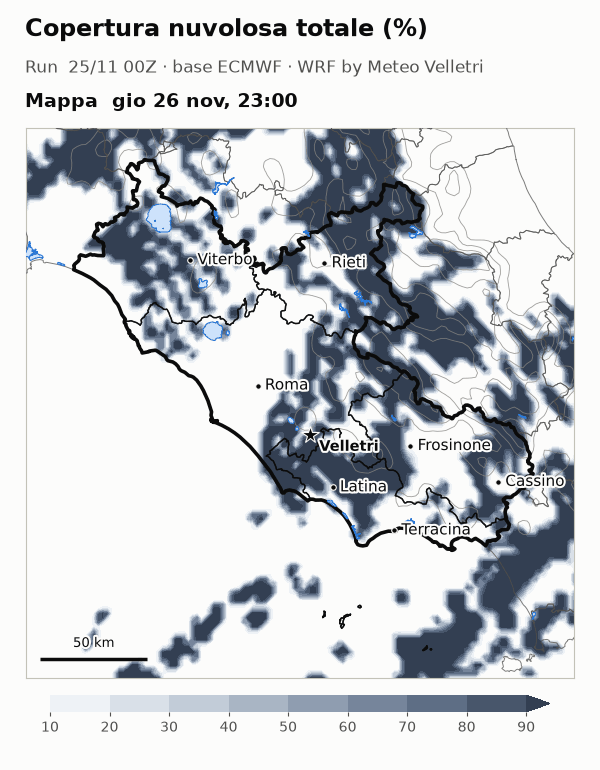 Copertura nuvolosa totale (%)
Run  25/11 00Z · base ECMWF · WRF by Meteo Velletri
Mappa  gio 26 nov, 23:00
Viterbo
Rieti
Roma
Velletri
Frosinone
Cassino
Latina
Terracina
50 km
10 20 30 40 50 60 70 80 90